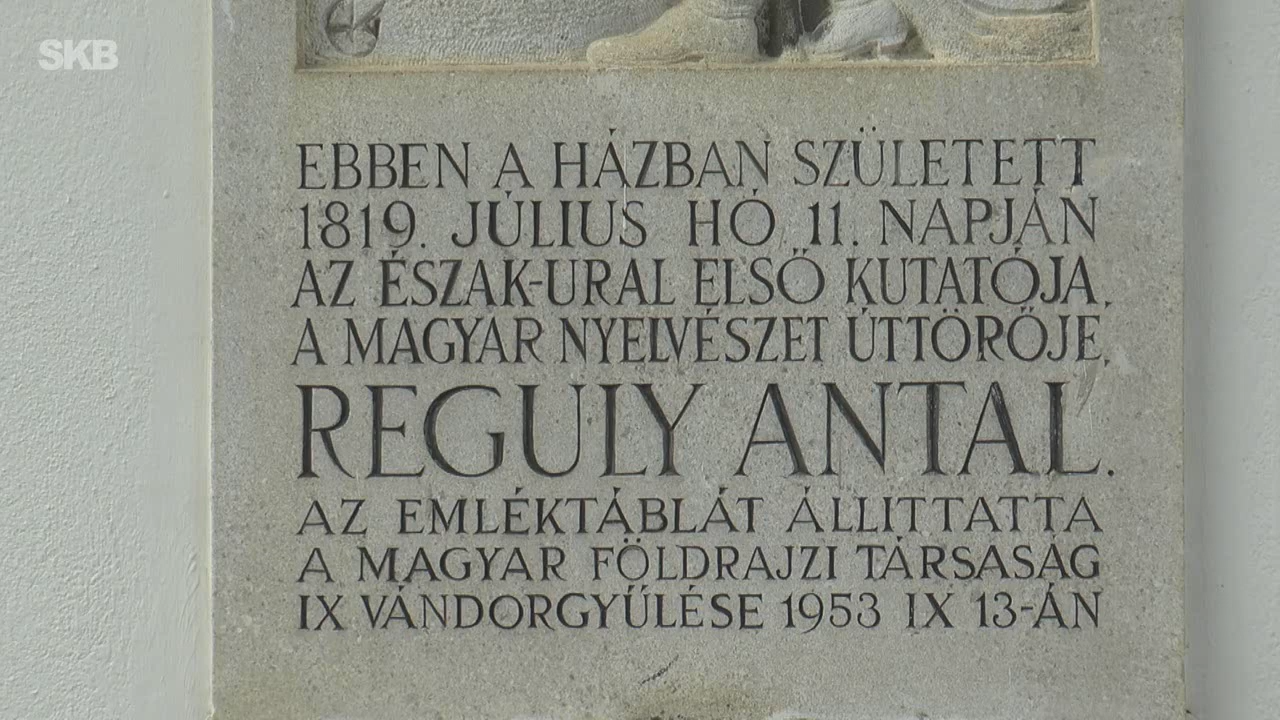 SKB
EBBEN A HÁZBAN SZÜLETETT
1819. JÚLIUS HÓ 11. NAPJÁN
AZ ÉSZAK-URAL ELSŐ KUTATÓJA,
A MAGYAR NYELVÉSZET ÚTTÖRŐJE,
REGULY ANTAL.
AZ EMLÉKTÁBLÁT ÁLLITTATTA
A MAGYAR FÖLDRAJZI TÁRSASÁG
IX VÁNDORGYŰLÉSE 1953 IX 13-ÁN